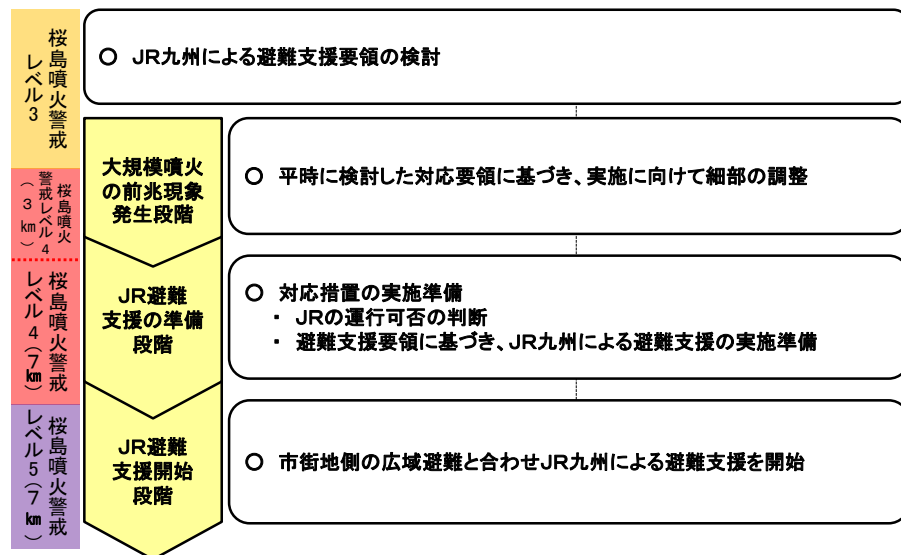 桜島噴火警戒
レベル3
○ JR九州による避難支援要領の検討
大規模噴火
の前兆現象
発生段階
○ 平時に検討した対応要領に基づき、実施に向けて細部の調整
桜島噴火
警戒レベル4
(3km)
JR避難
支援の準備
段階
○ 対応措置の実施準備
・ JRの運行可否の判断
・ 避難支援要領に基づき、JR九州による避難支援の実施準備
桜島噴火警戒
レベル4(7km)
JR避難
支援開始
段階
○ 市街地側の広域避難と合わせJR九州による避難支援を開始
桜島噴火警戒
レベル5(7km)